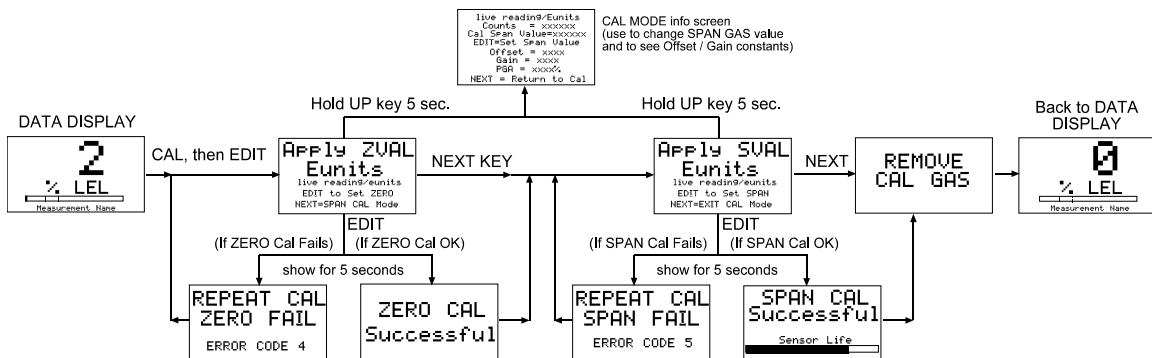 live reading/Eunits
Counts = xxxxxx
Cal Span Value=xxxxxx
EDIT=Set Span Value
Offset = xxxx
Gain = xxxx
PGA = xxxx%
NEXT = Return to Cal
CAL MODE info screen
(use to change SPAN GAS value
and to see Offset / Gain constants)
Hold UP key 5 sec.
Hold UP key 5 sec.
DATA DISPLAY
2
% LEL
Measurement Name
CAL, then EDIT
Apply ZVAL
Eunits
live reading/eunits
EDIT to Set ZERO
NEXT=SPAN CAL Mode
NEXT KEY
Apply SVAL
Eunits
live reading/eunits
EDIT to Set SPAN
NEXT=EXIT CAL Mode
NEXT
REMOVE
CAL GAS
Back to DATA
DISPLAY
0
% LEL
Measurement Name
EDIT
(If ZERO Cal Fails)
(If ZERO Cal OK)
show for 5 seconds
REPEAT CAL
ZERO FAIL
ERROR CODE 4
ZERO CAL
Successful
EDIT
(If SPAN Cal Fails)
(If SPAN Cal OK)
show for 5 seconds
REPEAT CAL
SPAN FAIL
ERROR CODE 5
SPAN CAL
Successful
Sensor Life